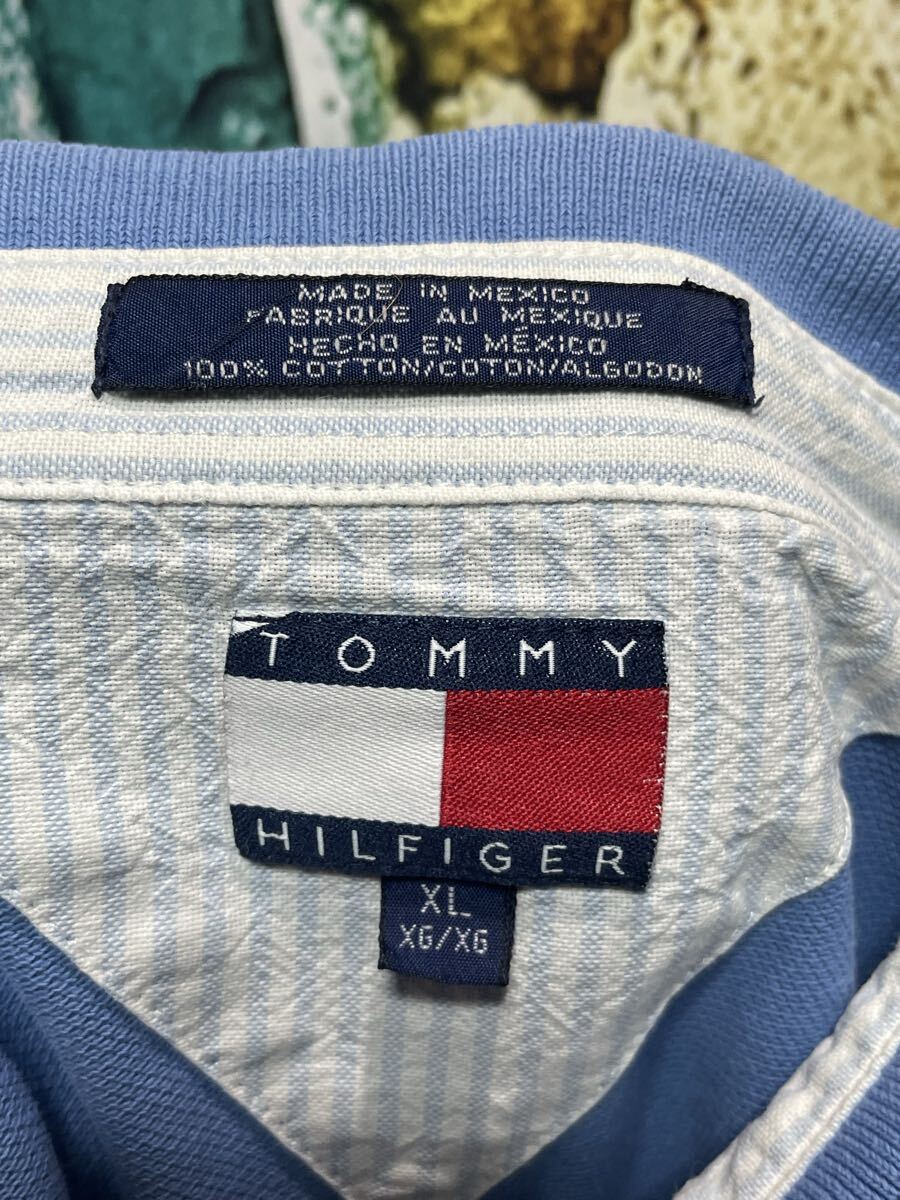 MADE IN MEXICO
FABRIQUE AU MEXIQUE
HECHO EN MÉXICO
100% COTTON/COTON/ALGODON
TOMMY
HILFIGER
XL
XG/XG